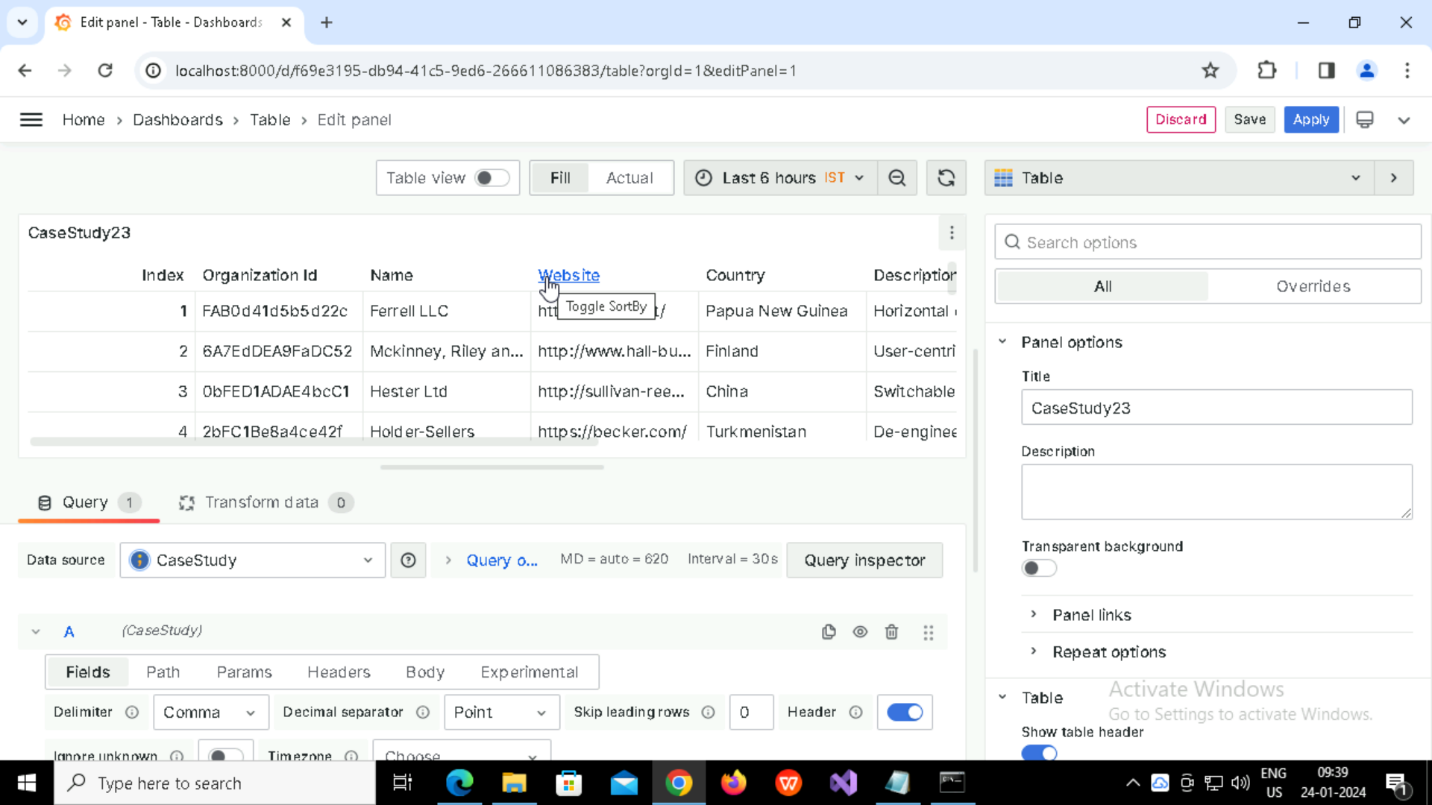 Edit panel - Table - Dashboards
localhost:8000/d/f69e3195-db94-41c5-9ed6-266611086383/table?orgId=1&editPanel=1
Home › Dashboards › Table › Edit panel
Discard Save Apply
Table view Fill Actual Last 6 hours IST Table
CaseStudy23
Search options
All Overrides
Index Organization Id Name Website Country Description
Toggle SortBy
1 FAB0d41d5b5d22c Ferrell LLC Papua New Guinea Horizontal
2 6A7EdDEA9FaDC52 Mckinney, Riley an... http://www.hall-bu... Finland User-centri
3 0bFED1ADAE4bcC1 Hester Ltd http://sullivan-ree... China Switchable
4 2bFC1Be8a4ce42f Holder-Sellers https://becker.com/ Turkmenistan De-enginee
Panel options
Title
CaseStudy23
Description
Transparent background
Panel links
Repeat options
Table
Show table header
Query 1 Transform data 0
Data source CaseStudy Query o... MD = auto = 620 Interval = 30s Query inspector
A (CaseStudy)
Fields Path Params Headers Body Experimental
Delimiter Comma Decimal separator Point Skip leading rows 0 Header
Ignore unknown Timezone Choose
Activate Windows
Go to Settings to activate Windows.
Type here to search
ENG
US
09:39
24-01-2024
1